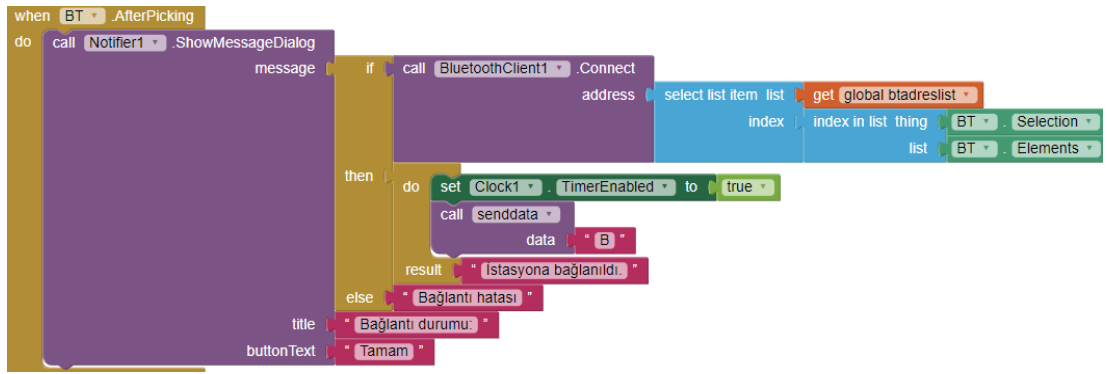 when BT .AfterPicking
do call Notifier1 .ShowMessageDialog
message if call BluetoothClient1 .Connect
address select list item list get global btadreslist
index index in list thing BT . Selection
list BT . Elements
then do set Clock1 . TimerEnabled to true
call senddata
data " B "
result " İstasyona bağlanıldı. "
else " Bağlantı hatası "
title " Bağlantı durumu: "
buttonText " Tamam "